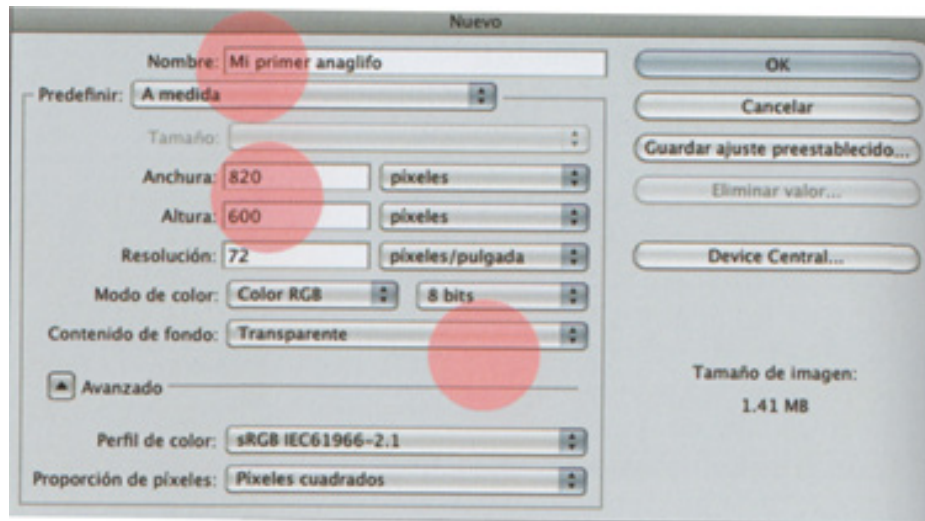 Nuevo
Nombre: Mi primer anaglifo
OK
Predefinir: A medida
Cancelar
Tamaño:
Guardar ajuste preestablecido...
Anchura: 820 píxeles
Eliminar valor...
Altura: 600 píxeles
Resolución: 72 píxeles/pulgada
Device Central...
Modo de color: Color RGB 8 bits
Contenido de fondo: Transparente
Tamaño de imagen:
Avanzado
1.41 MB
Perfil de color: sRGB IEC61966-2.1
Proporción de píxeles: Píxeles cuadrados